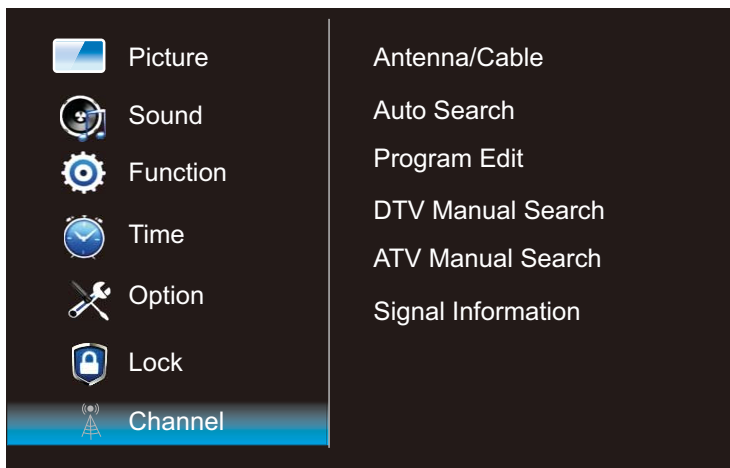 Picture
Sound
Function
Time
Option
Lock
Channel
Antenna/Cable
Auto Search
Program Edit
DTV Manual Search
ATV Manual Search
Signal Information